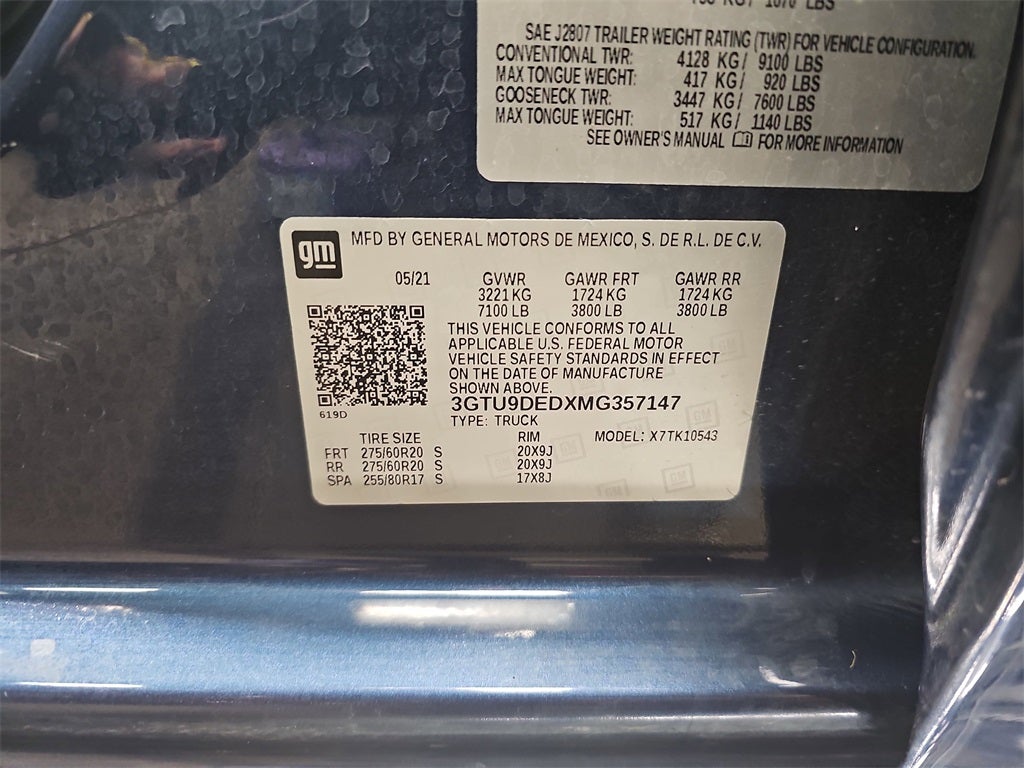 LBS
SAE J2807 TRAILER WEIGHT RATING (TWR) FOR VEHICLE CONFIGURATION.
CONVENTIONAL TWR: 4128 KG/ 9100 LBS
MAX TONGUE WEIGHT: 417 KG/ 920 LBS
GOOSENECK TWR: 3447 KG/ 7600 LBS
MAX TONGUE WEIGHT: 517 KG/ 1140 LBS
SEE OWNER'S MANUAL FOR MORE INFORMATION
gm MFD BY GENERAL MOTORS DE MEXICO, S. DE R.L. DE C.V.
05/21 GVWR GAWR FRT GAWR RR
3221 KG 1724 KG 1724 KG
7100 LB 3800 LB 3800 LB
THIS VEHICLE CONFORMS TO ALL
APPLICABLE U.S. FEDERAL MOTOR
VEHICLE SAFETY STANDARDS IN EFFECT
ON THE DATE OF MANUFACTURE
SHOWN ABOVE.
3GTU9DEDXMG357147
619D
TYPE: TRUCK
TIRE SIZE RIM MODEL: X7TK10543
FRT 275/60R20 S 20X9J
RR 275/60R20 S 20X9J
SPA 255/80R17 S 17X8J